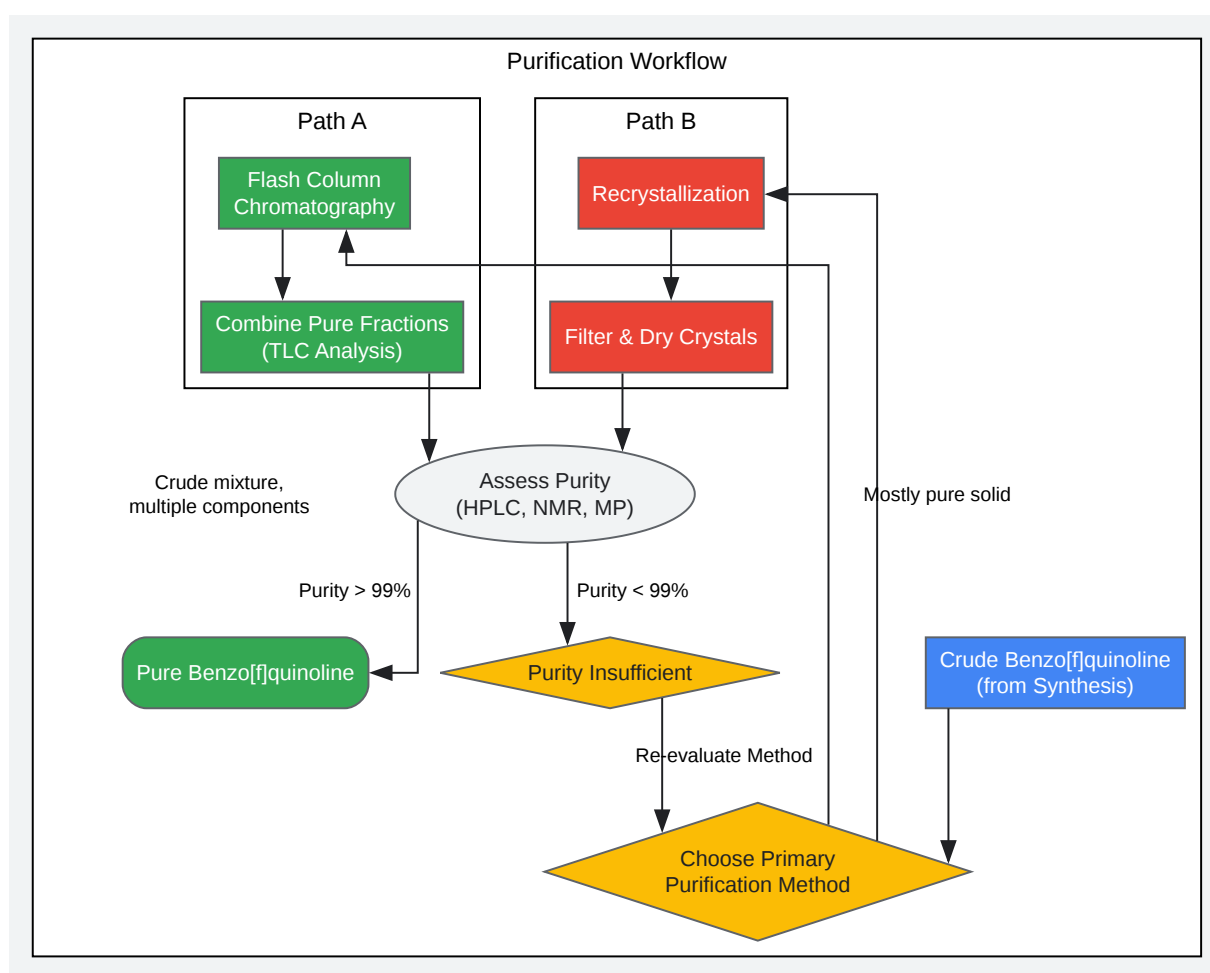 Purification Workflow
Path A
Path B
Flash Column
Chromatography
Recrystallization
Combine Pure Fractions
(TLC Analysis)
Filter & Dry Crystals
Crude mixture,
multiple components
Assess Purity
(HPLC, NMR, MP)
Mostly pure solid
Purity > 99%
Purity < 99%
Pure Benzo[f]quinoline
Purity Insufficient
Crude Benzo[f]quinoline
(from Synthesis)
Re-evaluate Method
Choose Primary
Purification Method